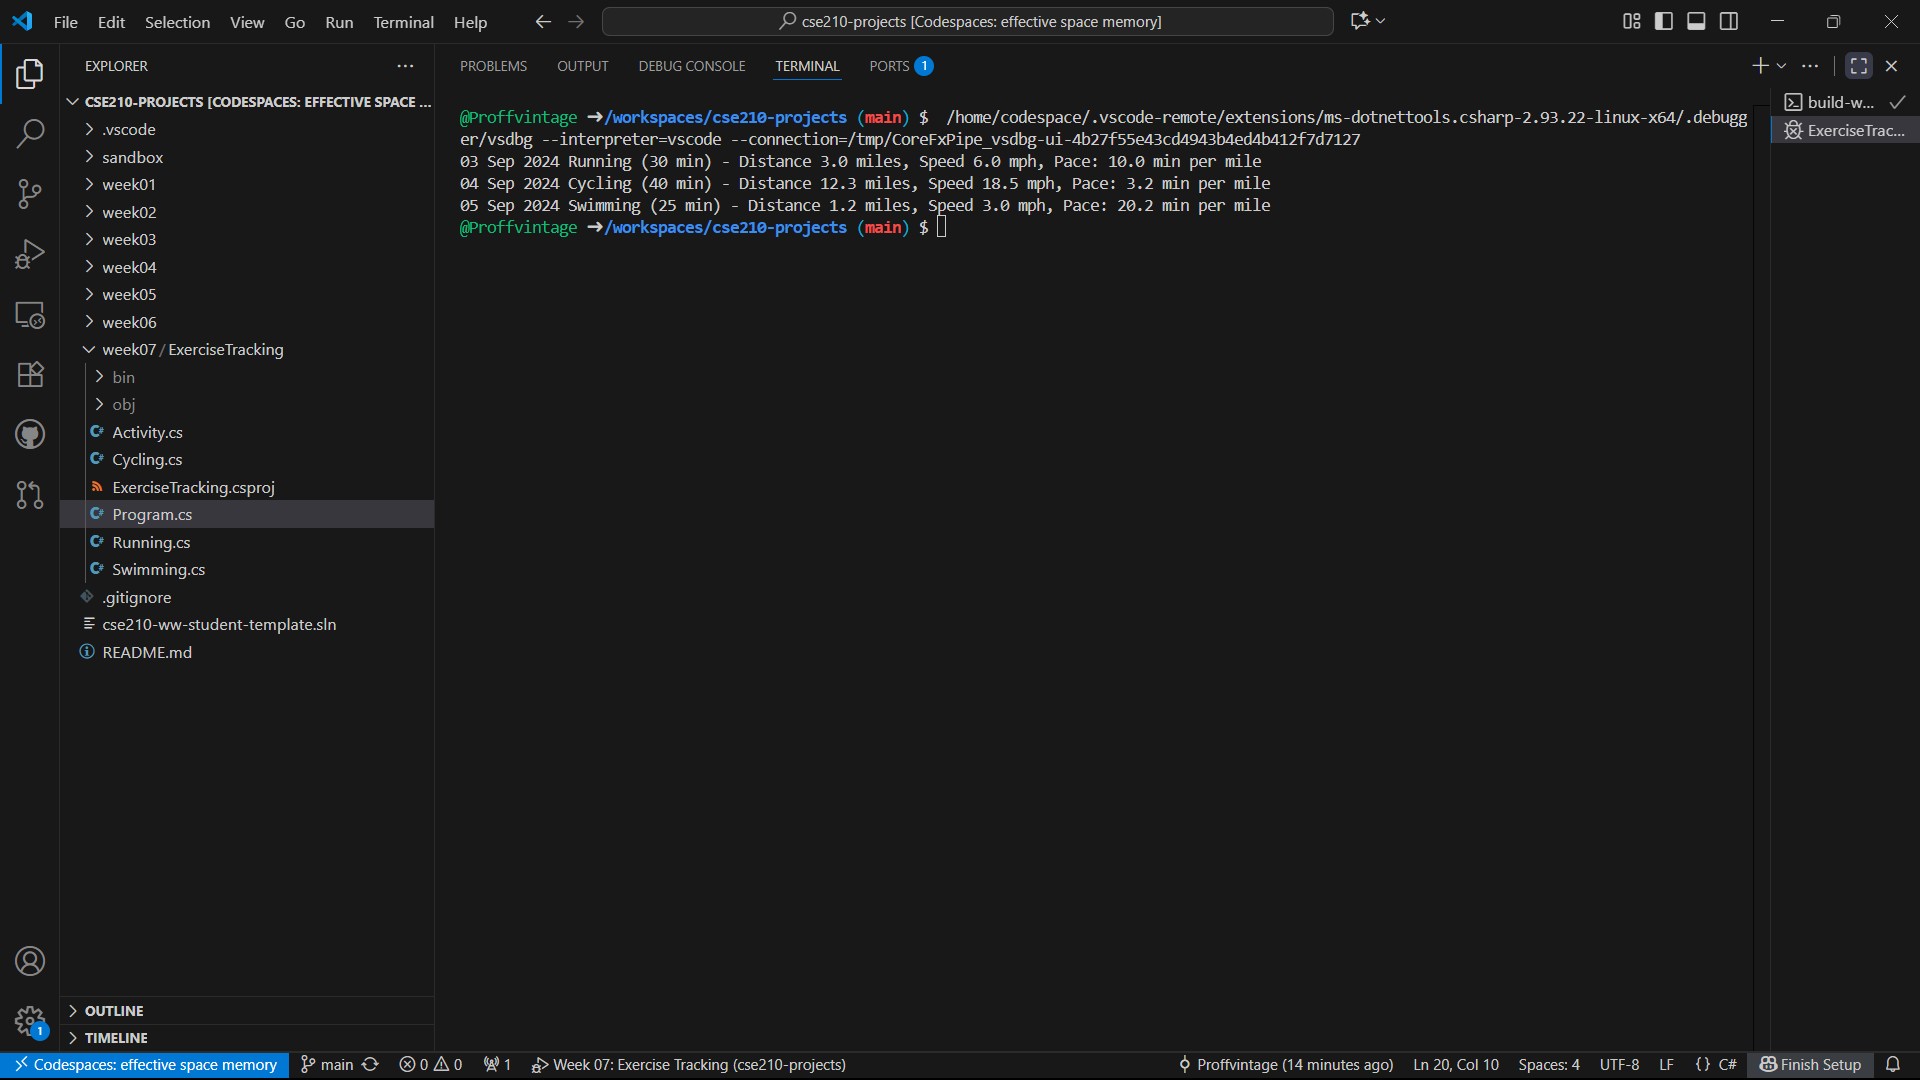 File Edit Selection View Go Run Terminal Help
cse210-projects [Codespaces: effective space memory]
EXPLORER
CSE210-PROJECTS [CODESPACES: EFFECTIVE SPACE ...
.vscode
sandbox
week01
week02
week03
week04
week05
week06
week07 / ExerciseTracking
bin
obj
Activity.cs
Cycling.cs
ExerciseTracking.csproj
Program.cs
Running.cs
Swimming.cs
.gitignore
cse210-ww-student-template.sln
README.md
OUTLINE
TIMELINE
PROBLEMS OUTPUT DEBUG CONSOLE TERMINAL PORTS 1
@Proffvintage ➜/workspaces/cse210-projects (main) $  /home/codespace/.vscode-remote/extensions/ms-dotnettools.csharp-2.93.22-linux-x64/.debugg
er/vsdbg --interpreter=vscode --connection=/tmp/CoreFxPipe_vsdbg-ui-4b27f55e43cd4943b4ed4b412f7d7127
03 Sep 2024 Running (30 min) - Distance 3.0 miles, Speed 6.0 mph, Pace: 10.0 min per mile
04 Sep 2024 Cycling (40 min) - Distance 12.3 miles, Speed 18.5 mph, Pace: 3.2 min per mile
05 Sep 2024 Swimming (25 min) - Distance 1.2 miles, Speed 3.0 mph, Pace: 20.2 min per mile
@Proffvintage ➜/workspaces/cse210-projects (main) $
build-w...
ExerciseTrac...
1
Codespaces: effective space memory main 0 0 1 Week 07: Exercise Tracking (cse210-projects) Proffvintage (14 minutes ago) Ln 20, Col 10 Spaces: 4 UTF-8 LF {} C# Finish Setup